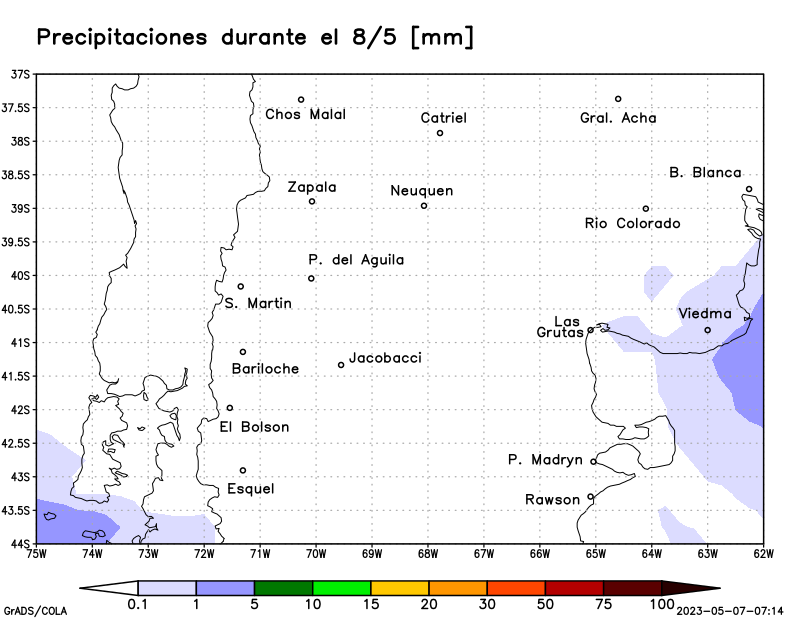 Precipitaciones durante el 8/5 [mm]
37S
37.5S
Chos Malal
Catriel
Gral. Acha
38S
38.5S
B. Blanca
Zapala
Neuquen
39S
Rio Colorado
39.5S
P. del Aguila
40S
S. Martin
40.5S
Viedma
Las
Grutas
41S
Jacobacci
Bariloche
41.5S
42S
El Bolson
42.5S
P. Madryn
43S
Esquel
Rawson
43.5S
44S
75W 74W 73W 72W 71W 70W 69W 68W 67W 66W 65W 64W 63W 62W
0.1 1 5 10 15 20 30 50 75 100
GrADS/COLA
2023-05-07-07:14